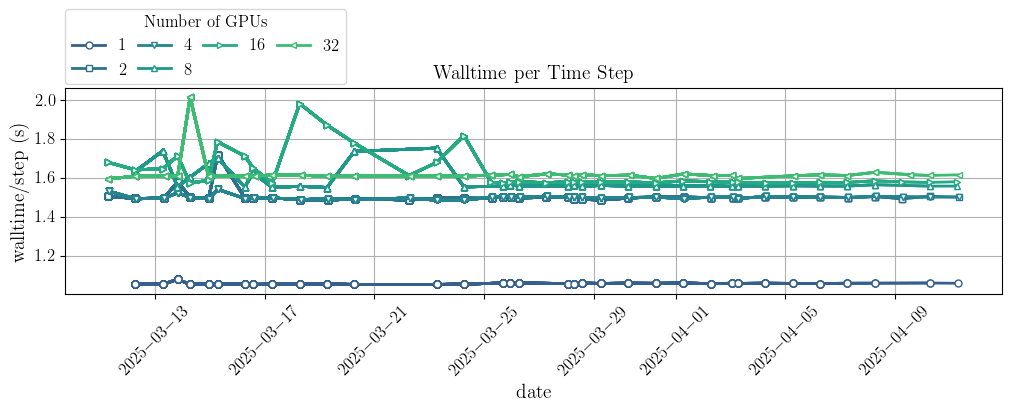 Number of GPUs
1 4 16 32
2 8
Walltime per Time Step
walltime/step (s)
2.0
1.8
1.6
1.4
1.2
2025−03−13 2025−03−17 2025−03−21 2025−03−25 2025−03−29 2025−04−01 2025−04−05 2025−04−09
date